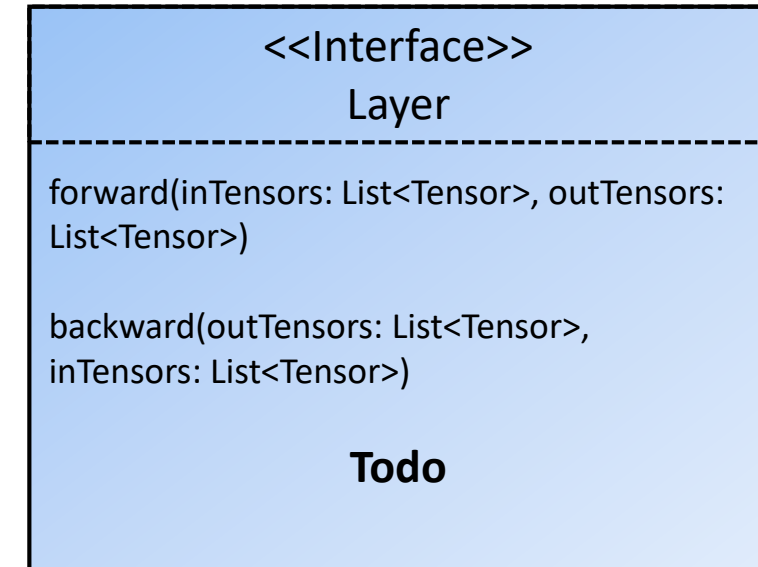 <<Interface>>
Layer
forward(inTensors: List<Tensor>, outTensors:
List<Tensor>)
backward(outTensors: List<Tensor>,
inTensors: List<Tensor>)
Todo